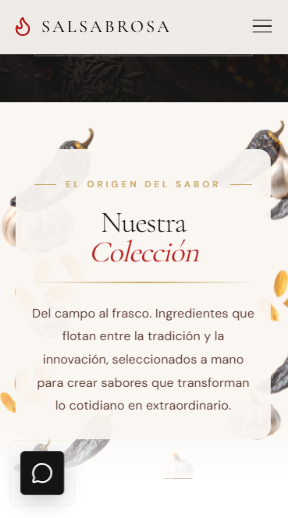 SALSABROSA
EL ORIGEN DEL SABOR
Nuestra
Colección
Del campo al frasco. Ingredientes que
flotan entre la tradición y la
innovación, seleccionados a mano
para crear sabores que transforman
lo cotidiano en extraordinario.